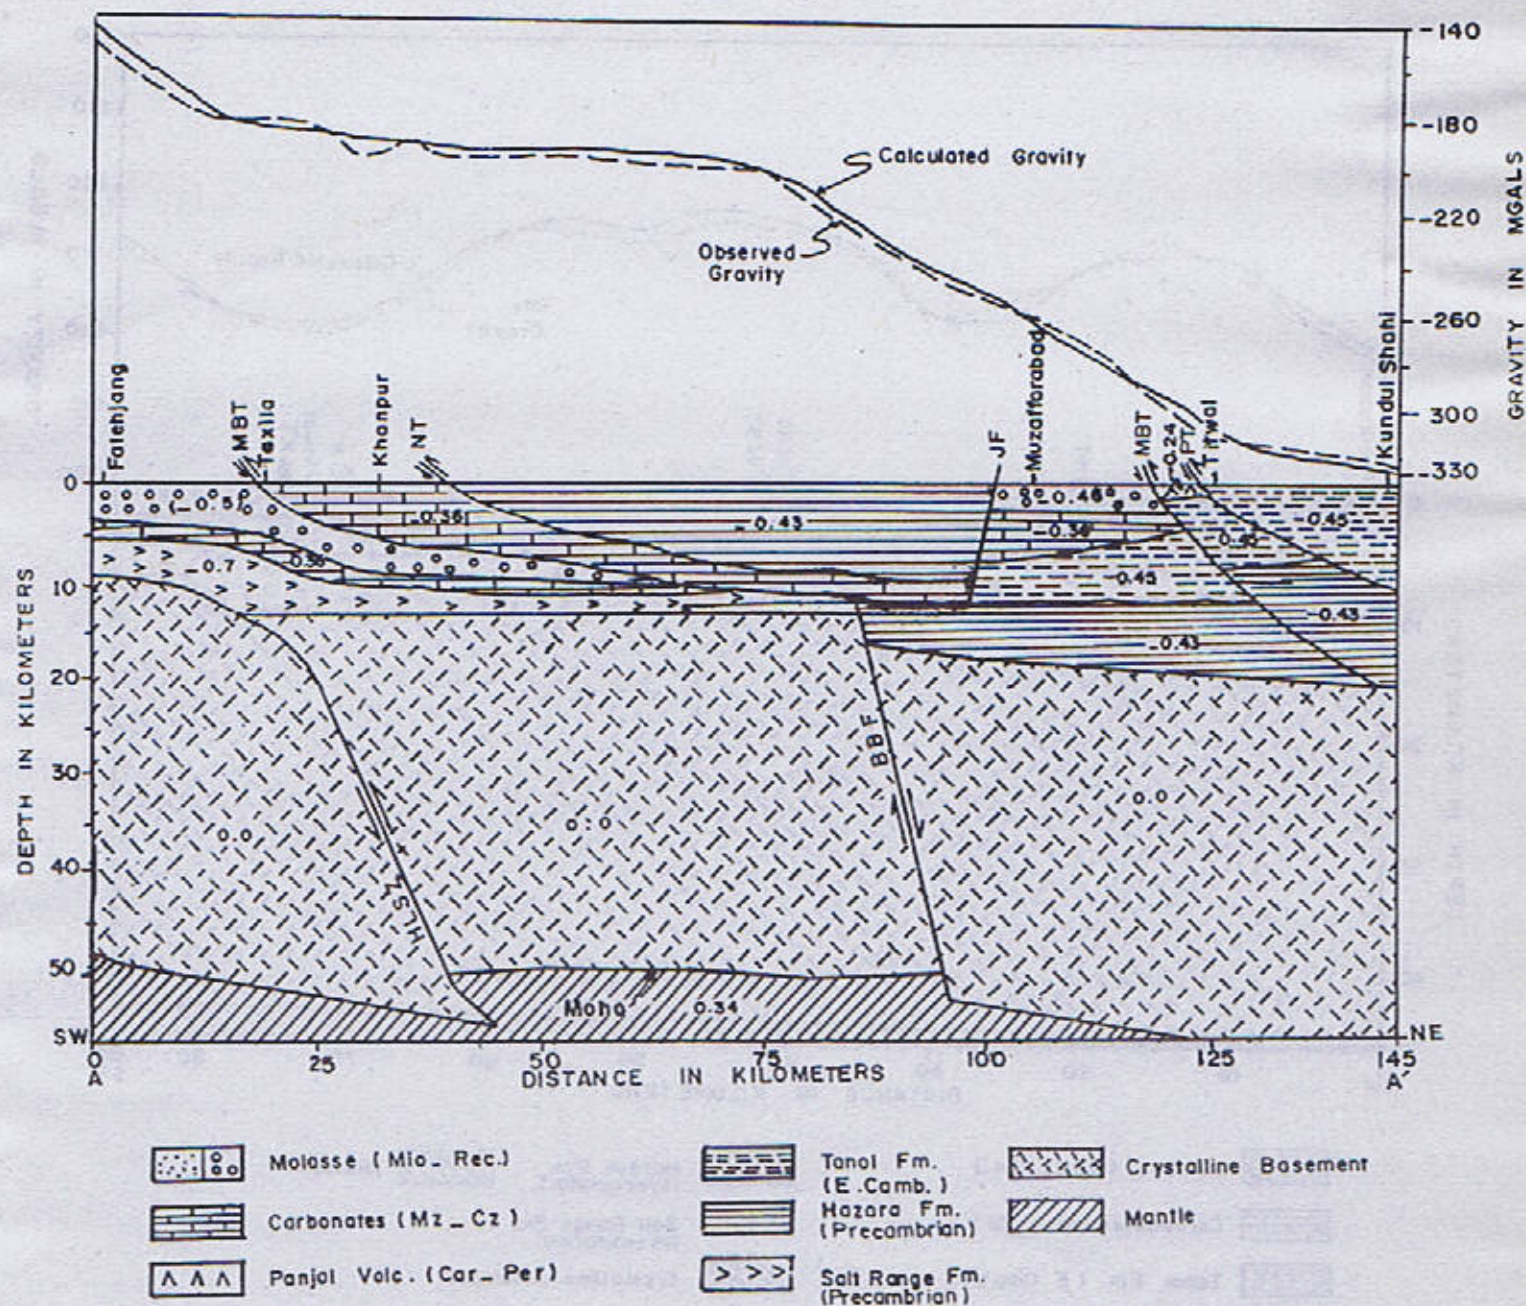 -140
-180
-220
-260
300
-330
GRAVITY IN MGALS
Calculated Gravity
Observed
Gravity
Fatehjang
MBT
Taxila
Khanpur
NT
JF
Muzaffarabad
MBT
-0.24
PT
Titwal
Kundul Shahi
0
10
20
30
40
50
DEPTH IN KILOMETERS
(-0.5)
-0.36
-0.43
-0.46
-0.36
-0.45
0.45
0.45
-0.7
-0.43
-0.43
BBF
HLSZ
0.0
0.0
0.0
Moho
0.34
SW
NE
0
25
50
75
100
125
145
A
DISTANCE IN KILOMETERS
A'
Molasse (Mio_Rec.)
Carbonates (Mz_Cz)
Panjal Volc. (Car_Per)
Tanol Fm.
(E.Camb.)
Hazara Fm.
(Precambrian)
Salt Range Fm.
(Precambrian)
Crystalline Basement
Mantle